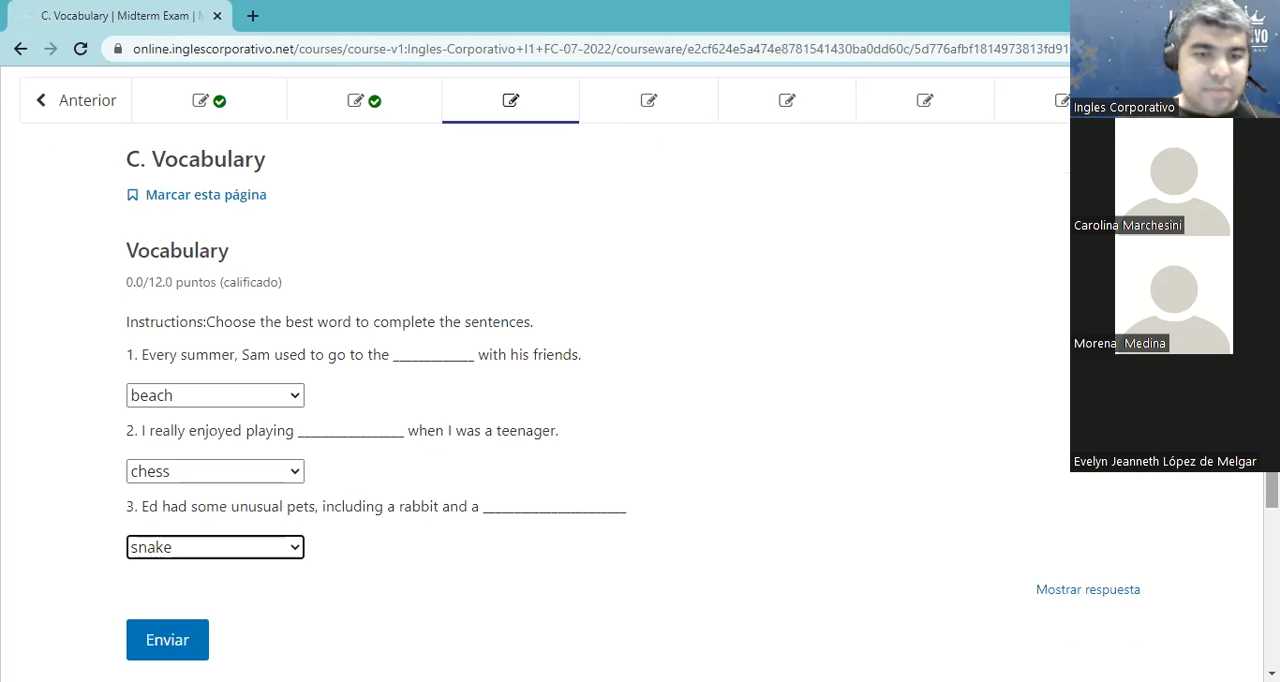 C. Vocabulary | Midterm Exam |
online.inglescorporativo.net/courses/course-v1:Ingles-Corporativo+I1+FC-07-2022/courseware/e2cf624e5a474e8781541430ba0dd60c/5d776afbf1814973813fd91
Anterior
C. Vocabulary
Marcar esta página
Vocabulary
0.0/12.0 puntos (calificado)
Instructions:Choose the best word to complete the sentences.
1. Every summer, Sam used to go to the ____________ with his friends.
beach
2. I really enjoyed playing ________________ when I was a teenager.
chess
3. Ed had some unusual pets, including a rabbit and a _____________________
snake
Mostrar respuesta
Enviar
Ingles Corporativo
Carolina Marchesini
Morena Medina
Evelyn Jeanneth López de Melgar